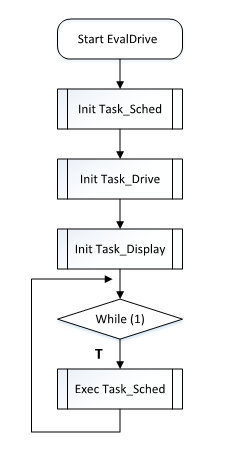 Start EvalDrive
Init Task_Sched
Init Task_Drive
Init Task_Display
While (1)
T
Exec Task_Sched